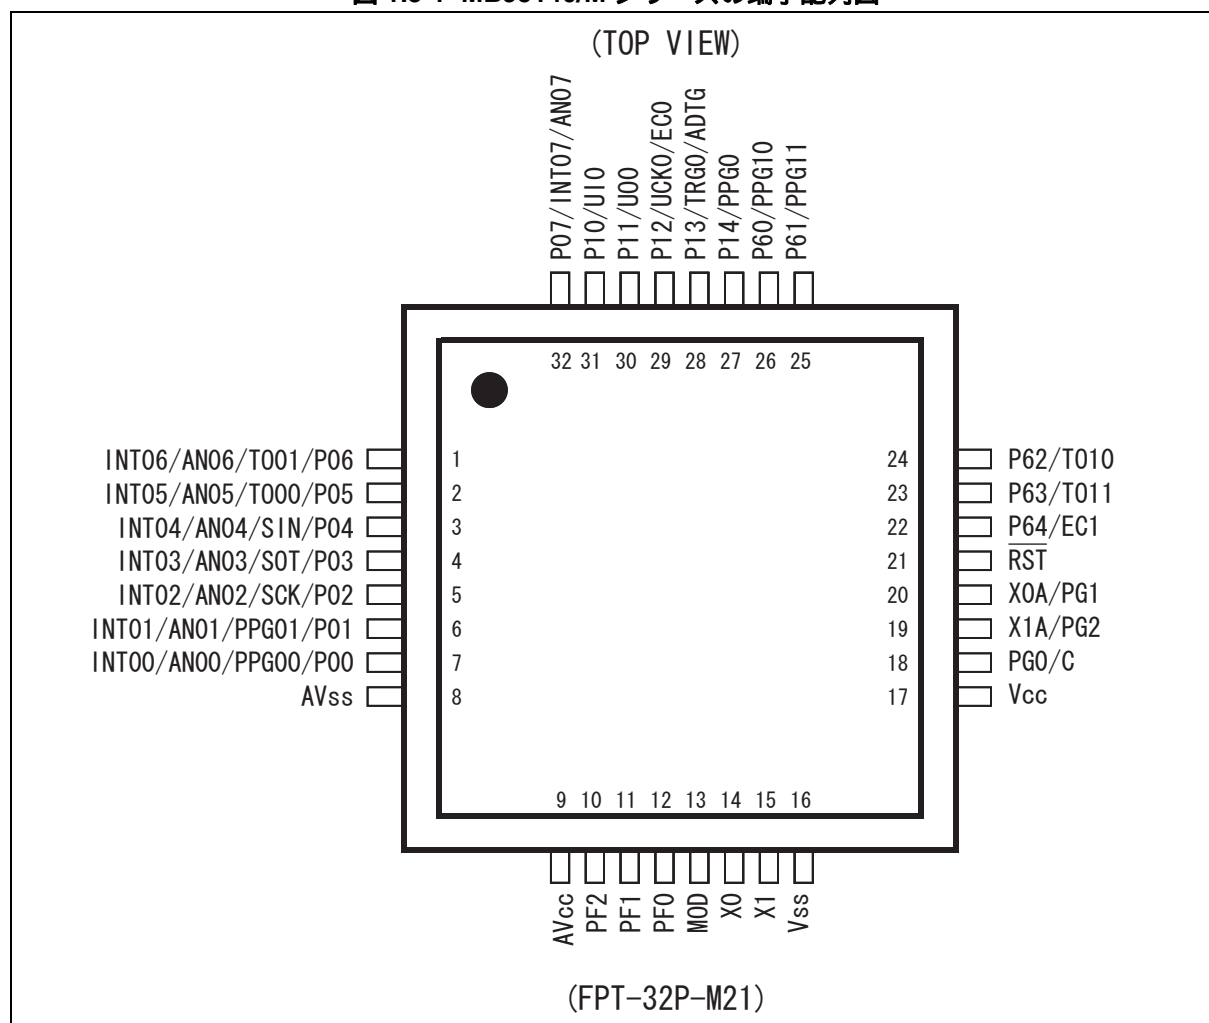 (TOP VIEW)
P07/INT07/AN07
P10/UI0
P11/UO0
P12/UCK0/EC0
P13/TRG0/ADTG
P14/PPG0
P60/PPG10
P61/PPG11
32 31 30 29 28 27 26 25
INT06/AN06/TO01/P06 1
INT05/AN05/TO00/P05 2
INT04/AN04/SIN/P04 3
INT03/AN03/SOT/P03 4
INT02/AN02/SCK/P02 5
INT01/AN01/PPG01/P01 6
INT00/AN00/PPG00/P00 7
AVss 8
24 P62/TO10
23 P63/TO11
22 P64/EC1
21 RST
20 X0A/PG1
19 X1A/PG2
18 PG0/C
17 Vcc
9 10 11 12 13 14 15 16
AVcc
PF2
PF1
PF0
MOD
X0
X1
Vss
(FPT-32P-M21)